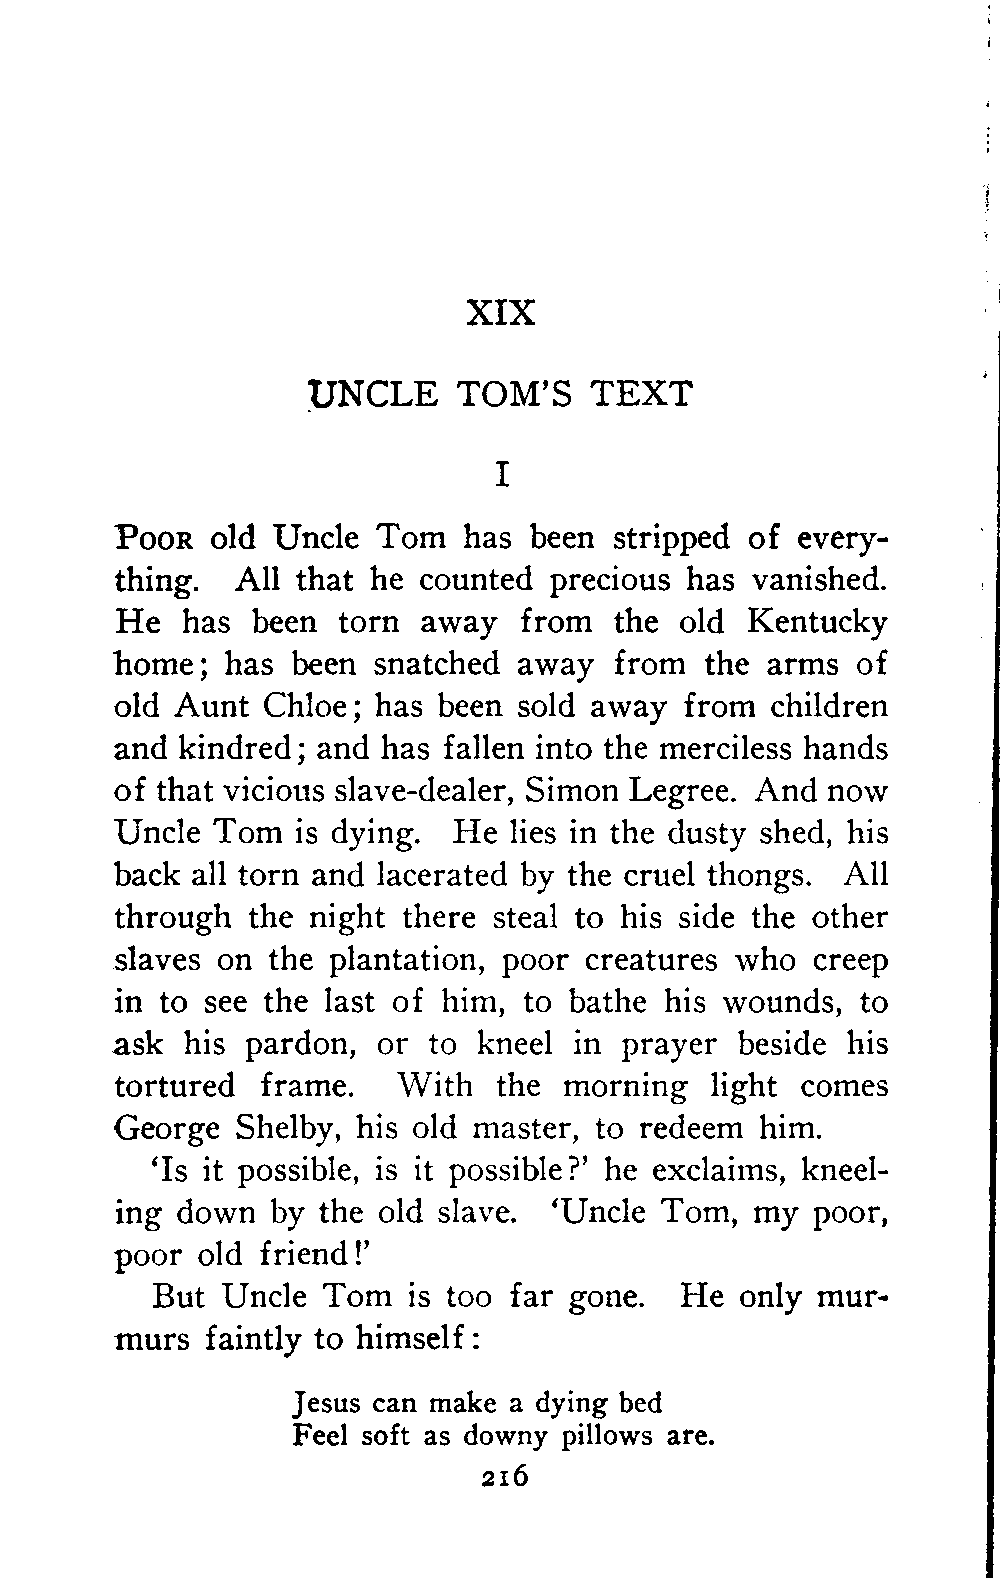 XIX
UNCLE TOM'S TEXT
I
POOR old Uncle Tom has been stripped of every-
thing. All that he counted precious has vanished.
He has been torn away from the old Kentucky
home; has been snatched away from the arms of
old Aunt Chloe; has been sold away from children
and kindred; and has fallen into the merciless hands
of that vicious slave-dealer, Simon Legree. And now
Uncle Tom is dying. He lies in the dusty shed, his
back all torn and lacerated by the cruel thongs. All
through the night there steal to his side the other
slaves on the plantation, poor creatures who creep
in to see the last of him, to bathe his wounds, to
ask his pardon, or to kneel in prayer beside his
tortured frame. With the morning light comes
George Shelby, his old master, to redeem him.
'Is it possible, is it possible?' he exclaims, kneel-
ing down by the old slave. 'Uncle Tom, my poor,
poor old friend!'
But Uncle Tom is too far gone. He only mur-
murs faintly to himself:
Jesus can make a dying bed
Feel soft as downy pillows are.
216